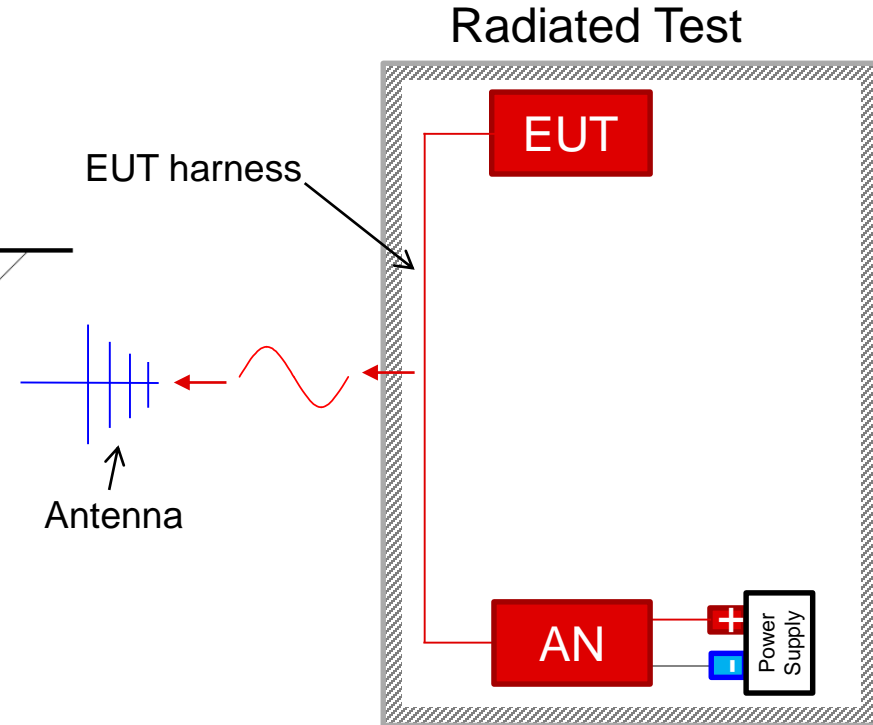 Radiated Test
EUT
EUT harness
Antenna
AN
+
-
Power
Supply